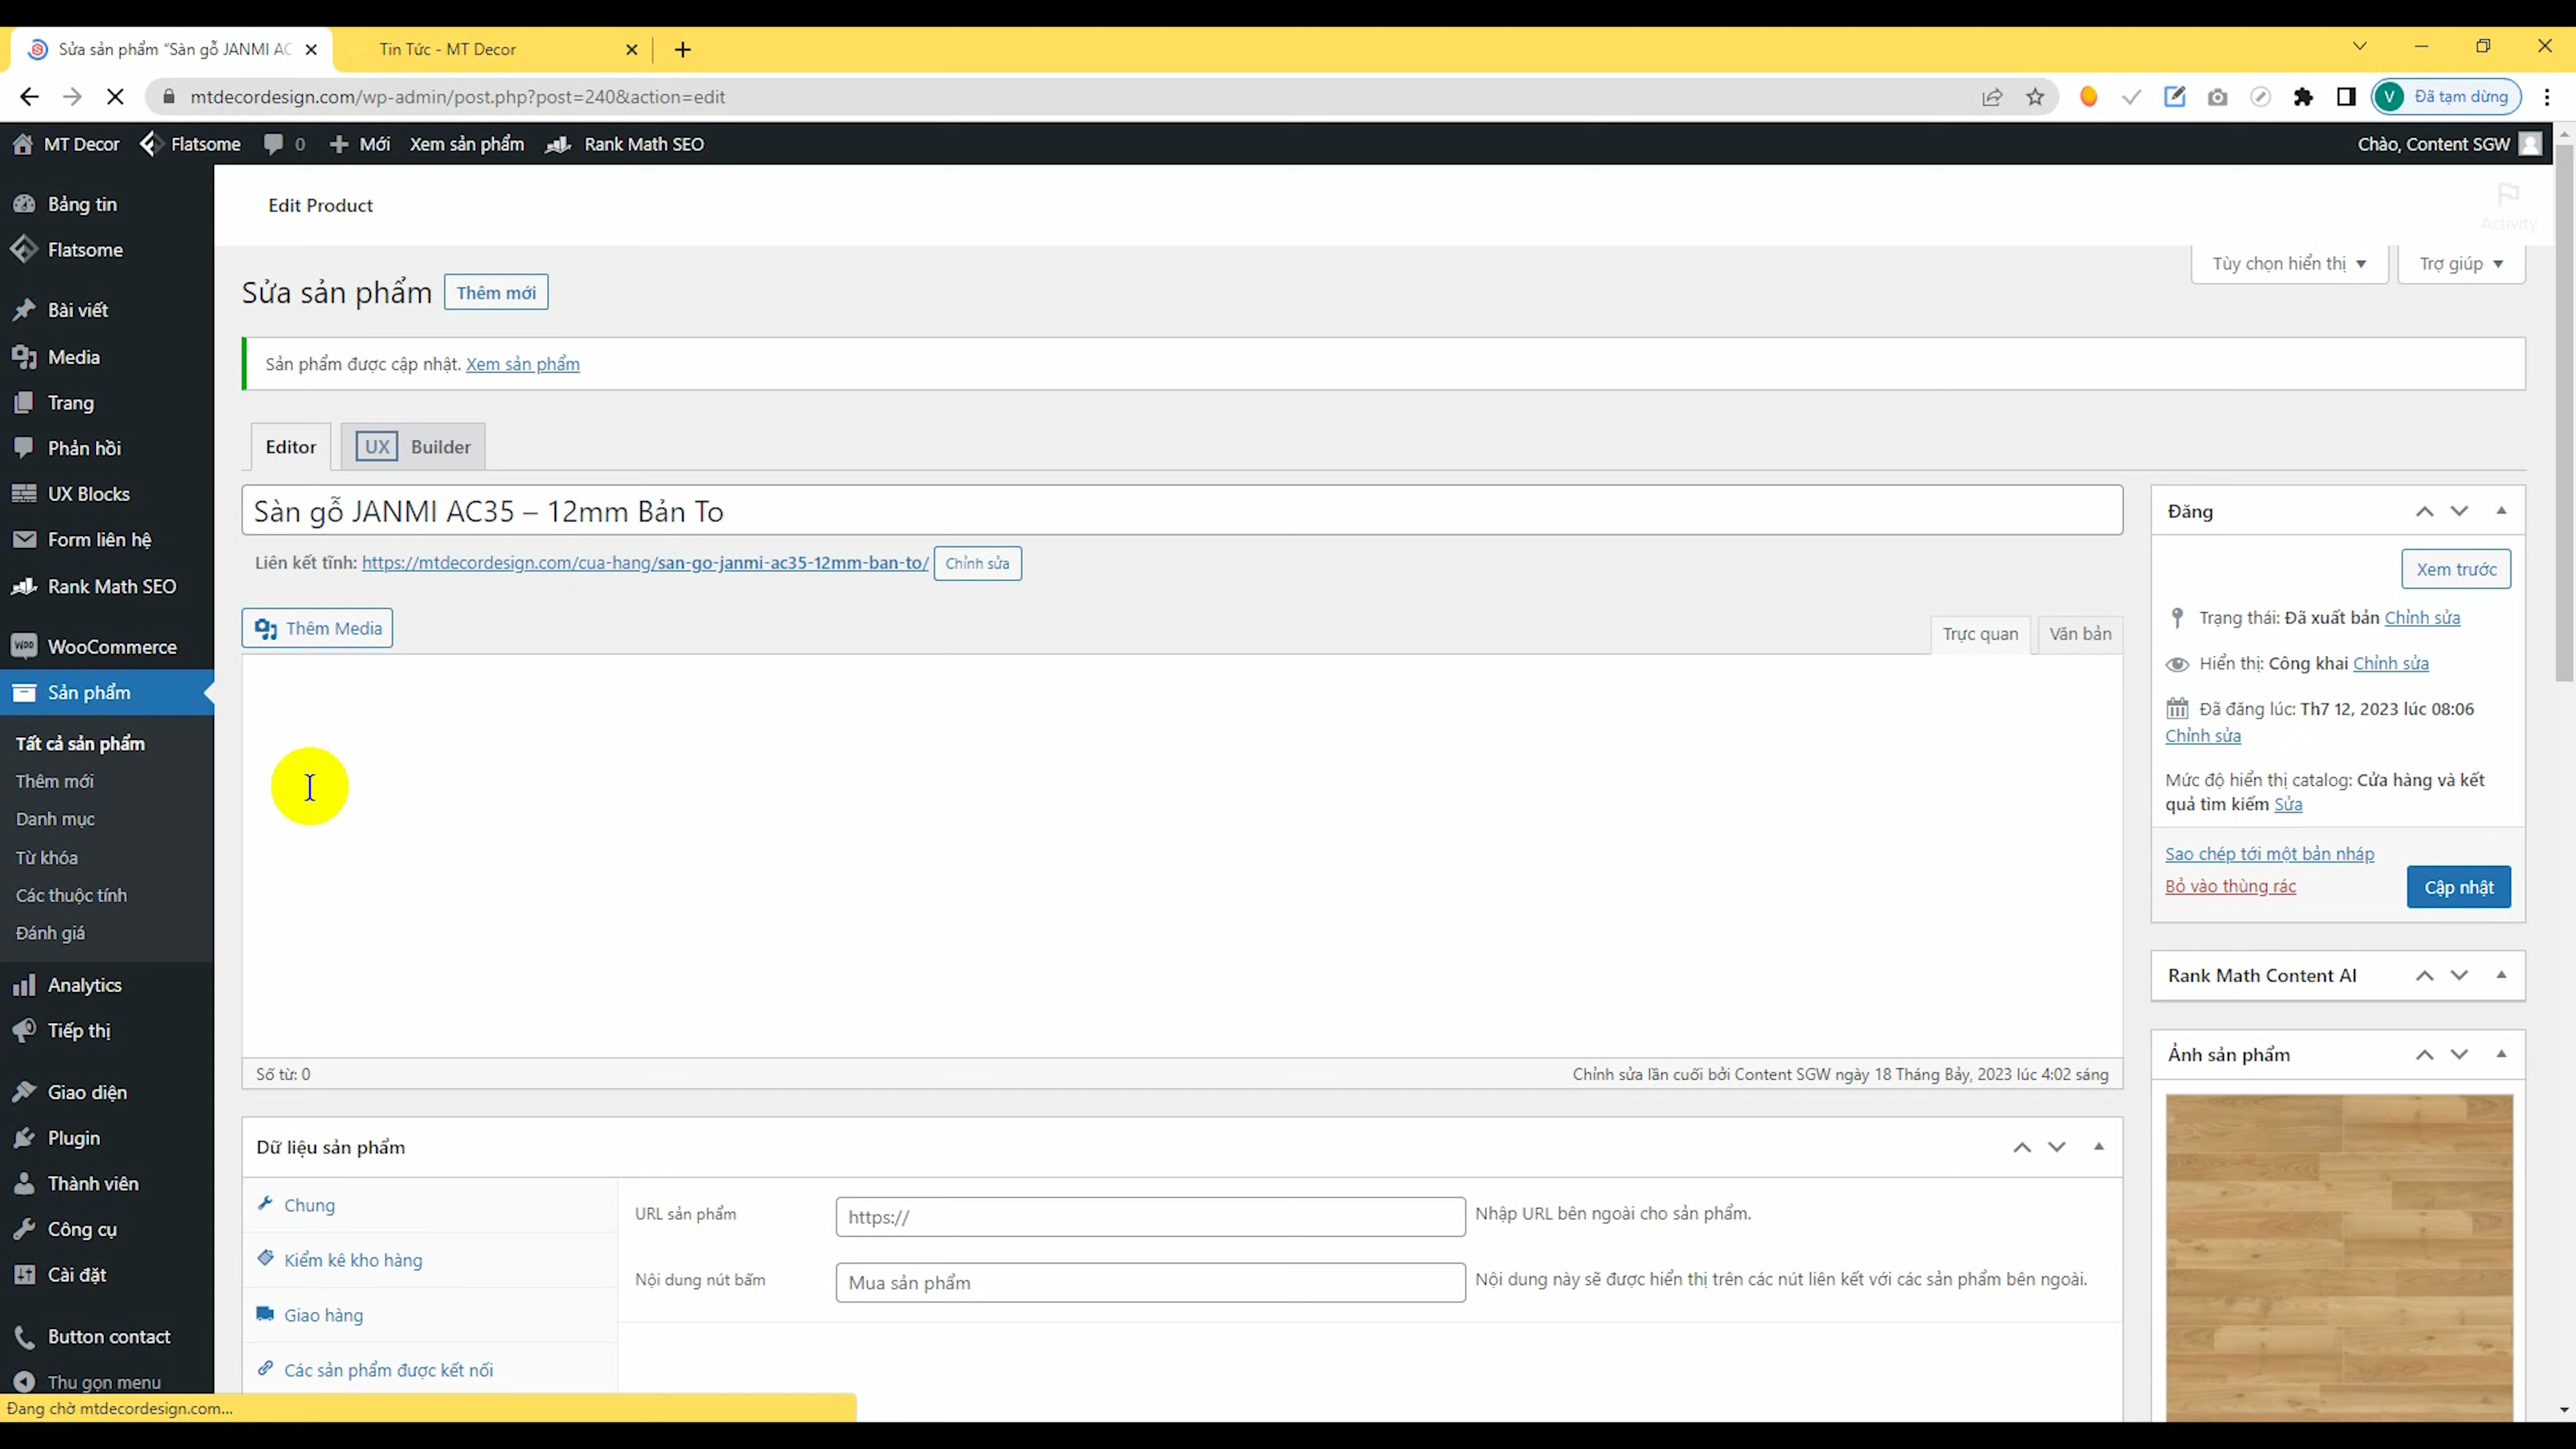 Sửa sản phẩm “Sàn gỗ JANMI AC
Tin Tức - MT Decor
mtdecordesign.com/wp-admin/post.php?post=240&action=edit
V
Đã tạm dừng
MT Decor
Flatsome
0
Mới
Xem sản phẩm
Rank Math SEO
Chào, Content SGW
Bảng tin
Flatsome
Bài viết
Media
Trang
Phản hồi
UX Blocks
Form liên hệ
Rank Math SEO
WooCommerce
Sản phẩm
Tất cả sản phẩm
Thêm mới
Danh mục
Từ khóa
Các thuộc tính
Đánh giá
Analytics
Tiếp thị
Giao diện
Plugin
Thành viên
Công cụ
Cài đặt
Button contact
Thu gọn menu
Đang chờ mtdecordesign.com...
Edit Product
Activity
Tùy chọn hiển thị
Trợ giúp
Sửa sản phẩm
Thêm mới
Sản phẩm được cập nhật. Xem sản phẩm
Editor
UX Builder
Sàn gỗ JANMI AC35 – 12mm Bản To
Liên kết tĩnh: https://mtdecordesign.com/cua-hang/san-go-janmi-ac35-12mm-ban-to/
Chỉnh sửa
Thêm Media
Trực quan
Văn bản
Số từ: 0
Chỉnh sửa lần cuối bởi Content SGW ngày 18 Tháng Bảy, 2023 lúc 4:02 sáng
Dữ liệu sản phẩm
Chung
Kiểm kê kho hàng
Giao hàng
Các sản phẩm được kết nối
URL sản phẩm
https://
Nhập URL bên ngoài cho sản phẩm.
Nội dung nút bấm
Mua sản phẩm
Nội dung này sẽ được hiển thị trên các nút liên kết với các sản phẩm bên ngoài.
Đăng
Xem trước
Trạng thái: Đã xuất bản Chỉnh sửa
Hiển thị: Công khai Chỉnh sửa
Đã đăng lúc: Th7 12, 2023 lúc 08:06
Chỉnh sửa
Mức độ hiển thị catalog: Cửa hàng và kết
quả tìm kiếm Sửa
Sao chép tới một bản nháp
Bỏ vào thùng rác
Cập nhật
Rank Math Content AI
Ảnh sản phẩm